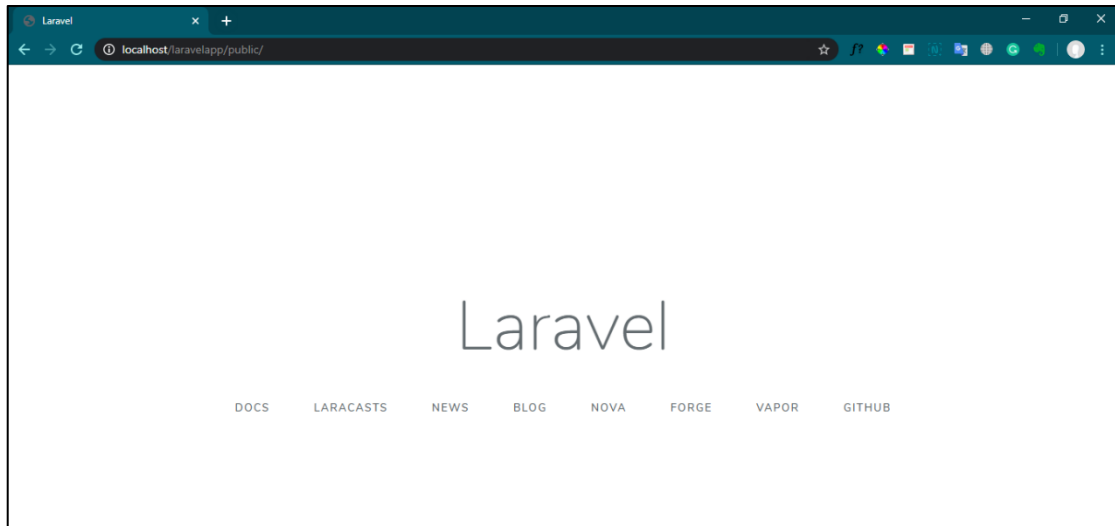 Laravel
localhost/laravelapp/public/
Laravel
DOCS LARACASTS NEWS BLOG NOVA FORGE VAPOR GITHUB